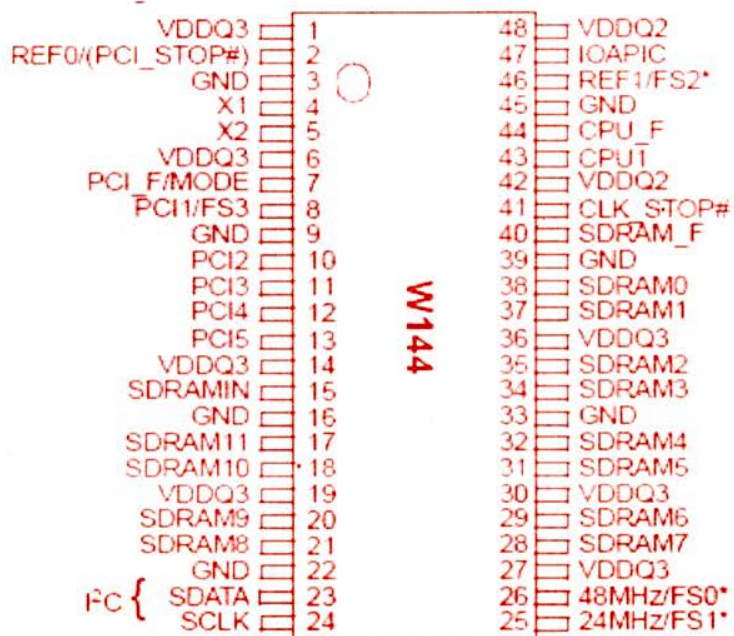 VDDQ3 1 48 VDDQ2
REF0/(PCI_STOP#) 2 47 IOAPIC
GND 3 46 REF1/FS2*
X1 4 45 GND
X2 5 44 CPU_F
VDDQ3 6 43 CPU1
PCI_F/MODE 7 42 VDDQ2
PCI1/FS3 8 41 CLK_STOP#
GND 9 40 SDRAM_F
PCI2 10 39 GND
PCI3 11 38 SDRAM0
PCI4 12 37 SDRAM1
PCI5 13 36 VDDQ3
VDDQ3 14 35 SDRAM2
SDRAMIN 15 34 SDRAM3
GND 16 33 GND
SDRAM11 17 32 SDRAM4
SDRAM10 18 31 SDRAM5
VDDQ3 19 30 VDDQ3
SDRAM9 20 29 SDRAM6
SDRAM8 21 28 SDRAM7
GND 22 27 VDDQ3
I²C { SDATA 23 26 48MHz/FS0*
SCLK 24 25 24MHz/FS1*
W144